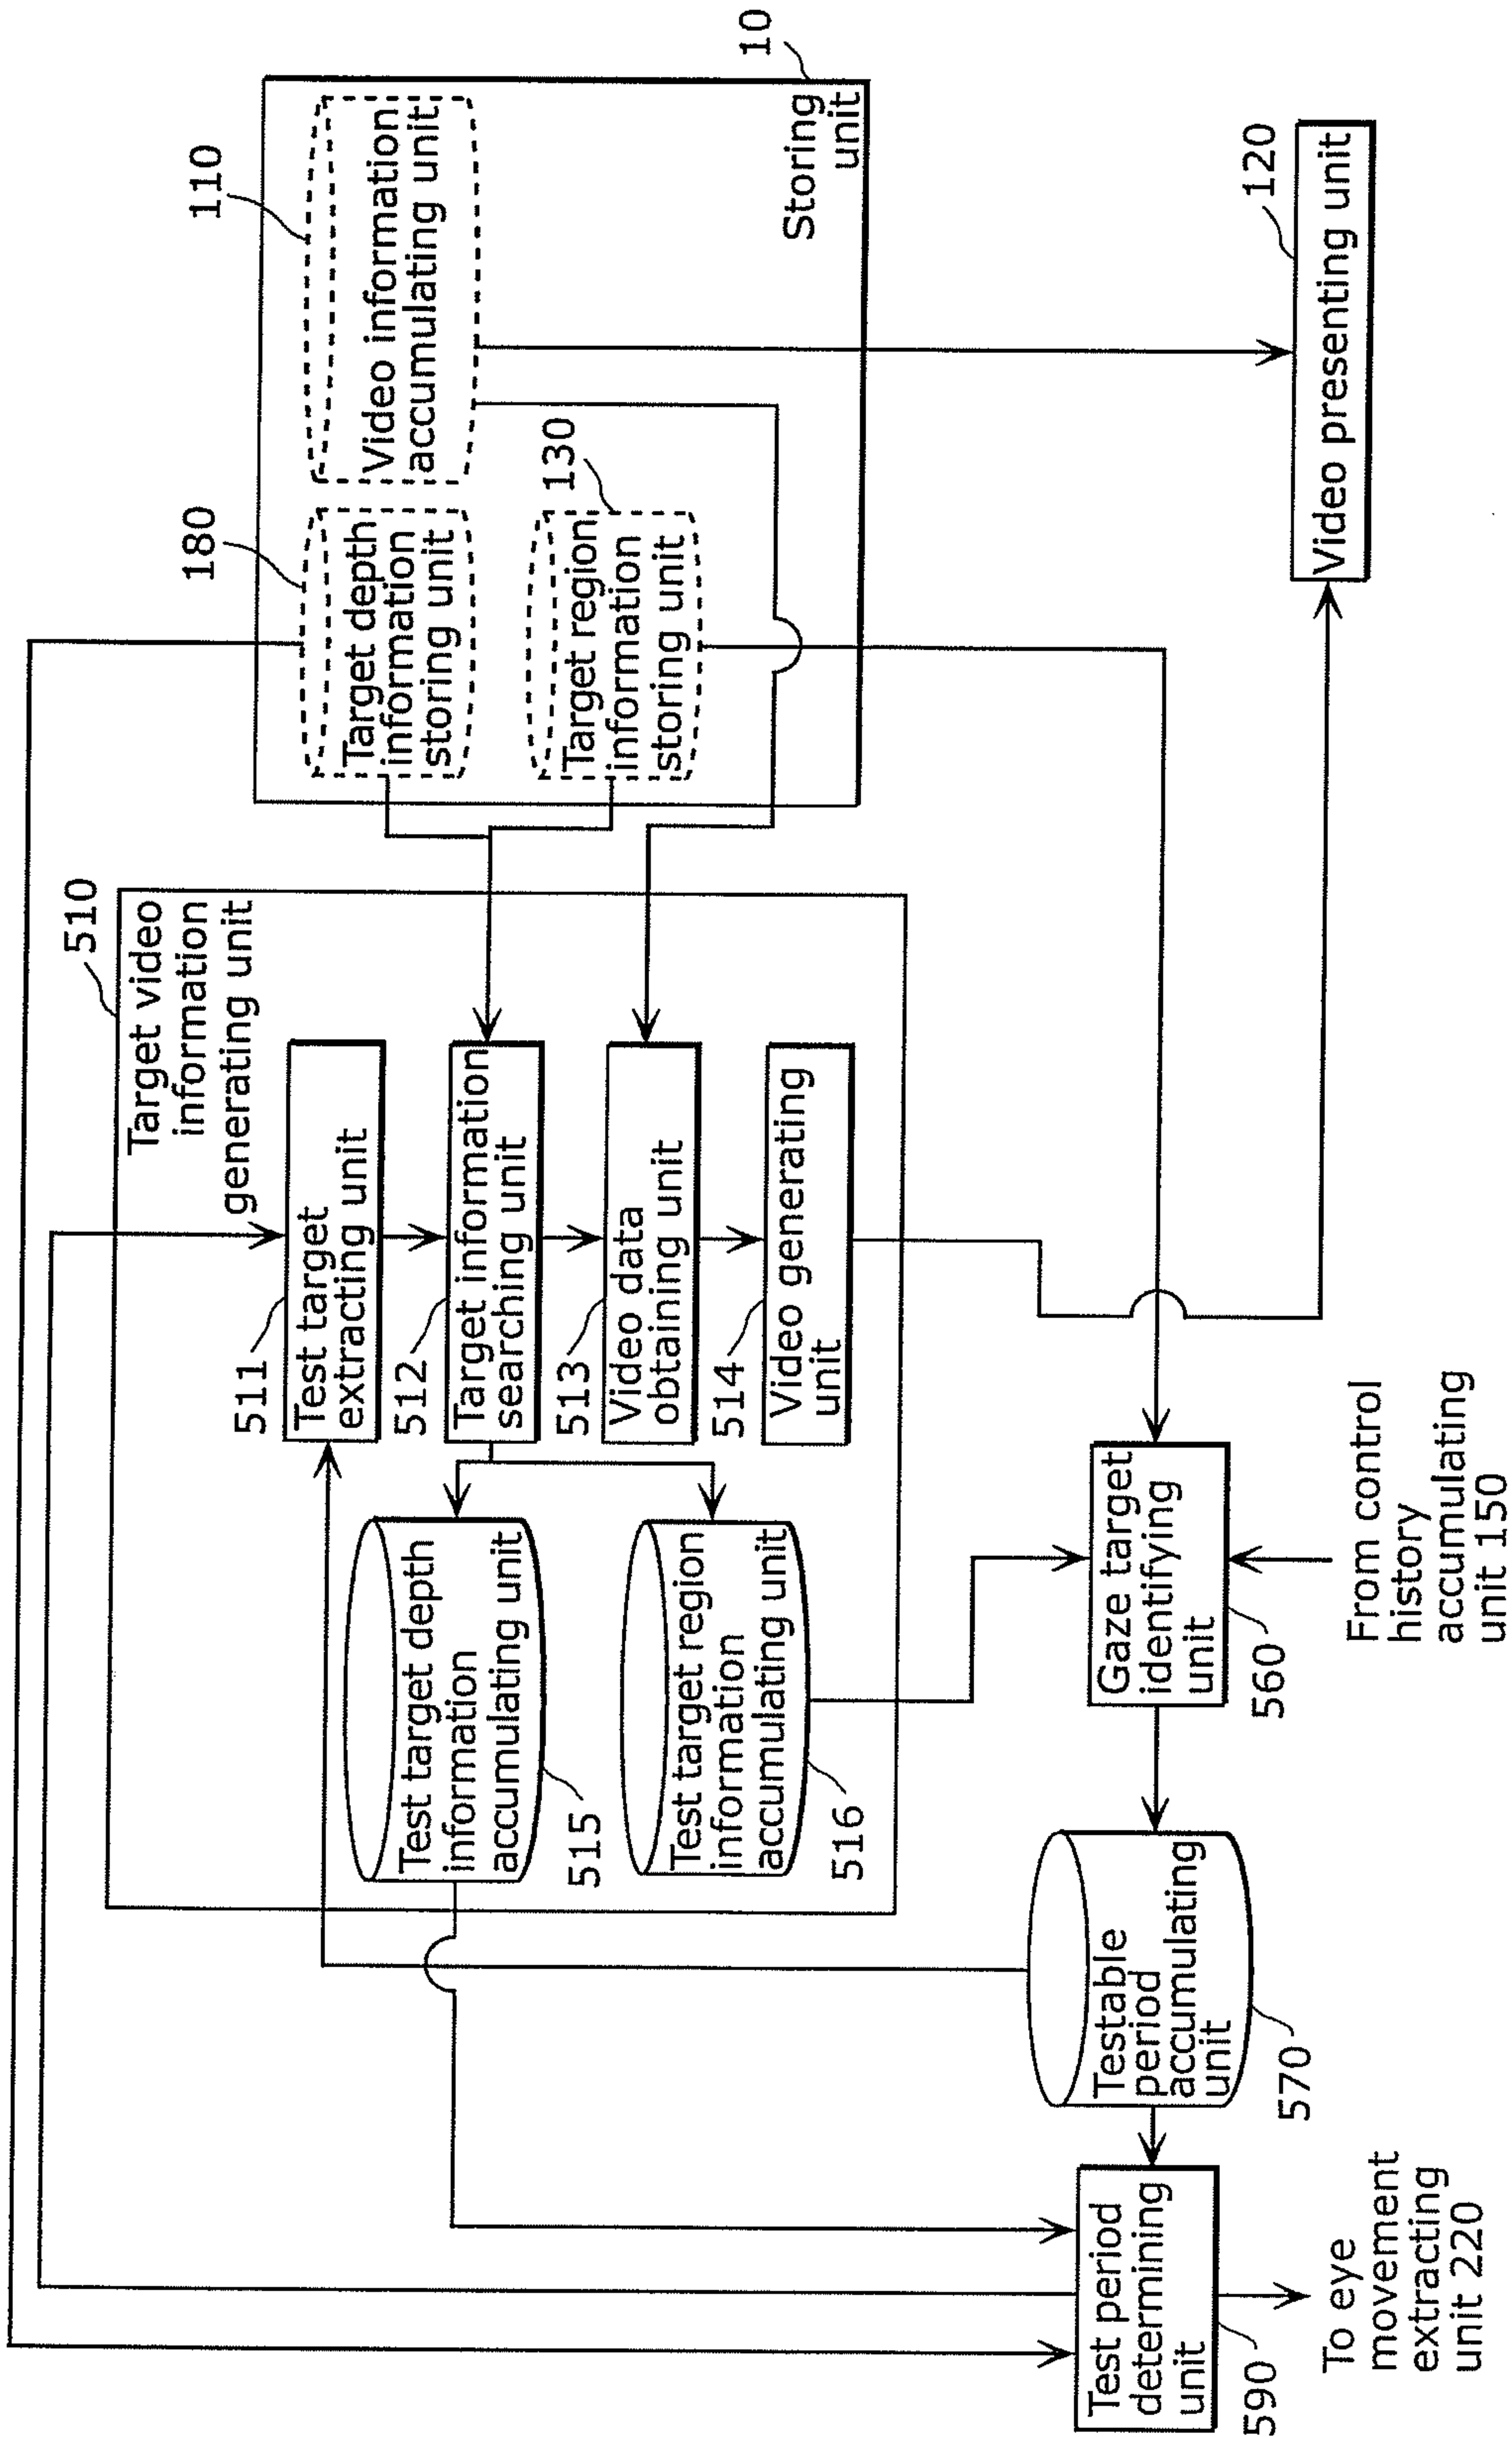 510
Target video
information
generating unit
511
Test target
extracting unit
512
Target information
searching unit
513
Video data
obtaining unit
514
Video generating
unit
515
Test target depth
information
accumulating unit
516
Test target region
information
accumulating unit
180
Target depth
information
storing unit
110
Video information
accumulating unit
130
Target region
information
storing unit
10
Storing
unit
590
Test period
determining
unit
570
Testable
period
accumulating
unit
560
Gaze target
identifying
unit
120
Video presenting unit
To eye
movement
extracting
unit 220
From control
history
accumulating
unit 150